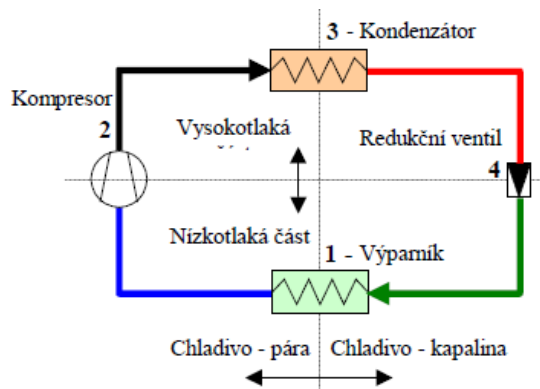 3 - Kondenzátor
Kompresor
2
Vysokotlaká
Redukční ventil
4
Nízkotlaká část
1 - Výparník
Chladivo - pára
Chladivo - kapalina